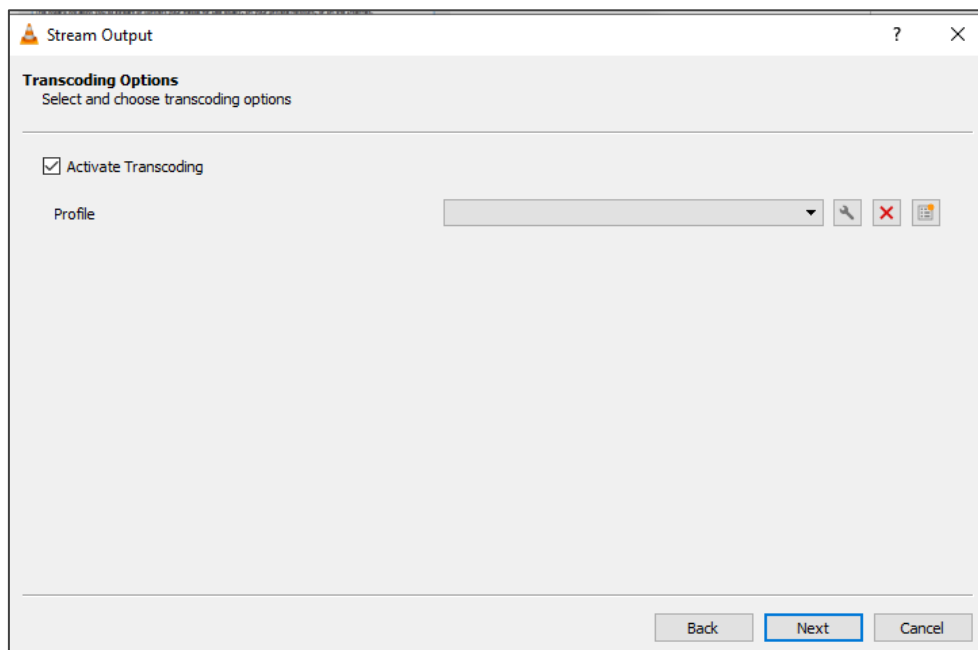 Stream Output
?
Transcoding Options
Select and choose transcoding options
Activate Transcoding
Profile
Back
Next
Cancel